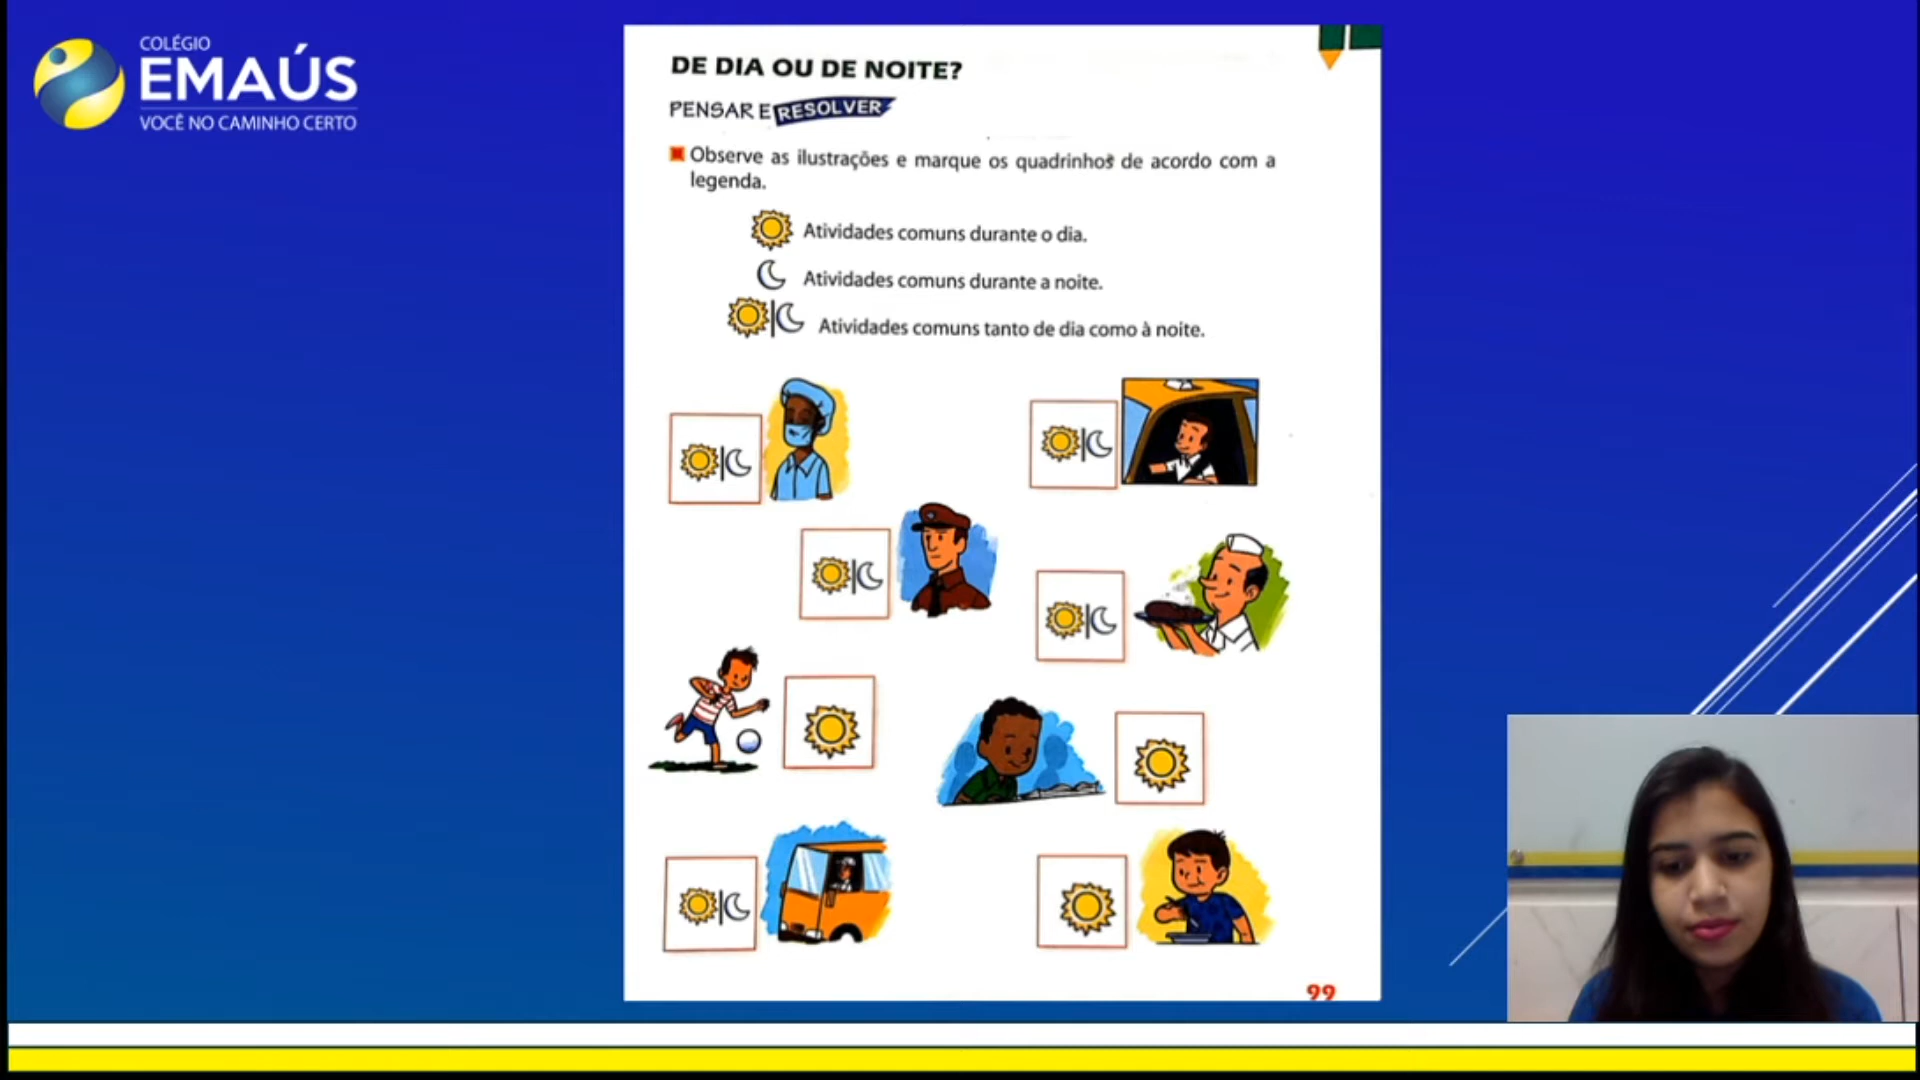 COLÉGIO
EMAÚS
VOCÊ NO CAMINHO CERTO
DE DIA OU DE NOITE?
PENSAR E RESOLVER
Observe as ilustrações e marque os quadrinhos de acordo com a
legenda.
Atividades comuns durante o dia.
Atividades comuns durante a noite.
Atividades comuns tanto de dia como à noite.
99